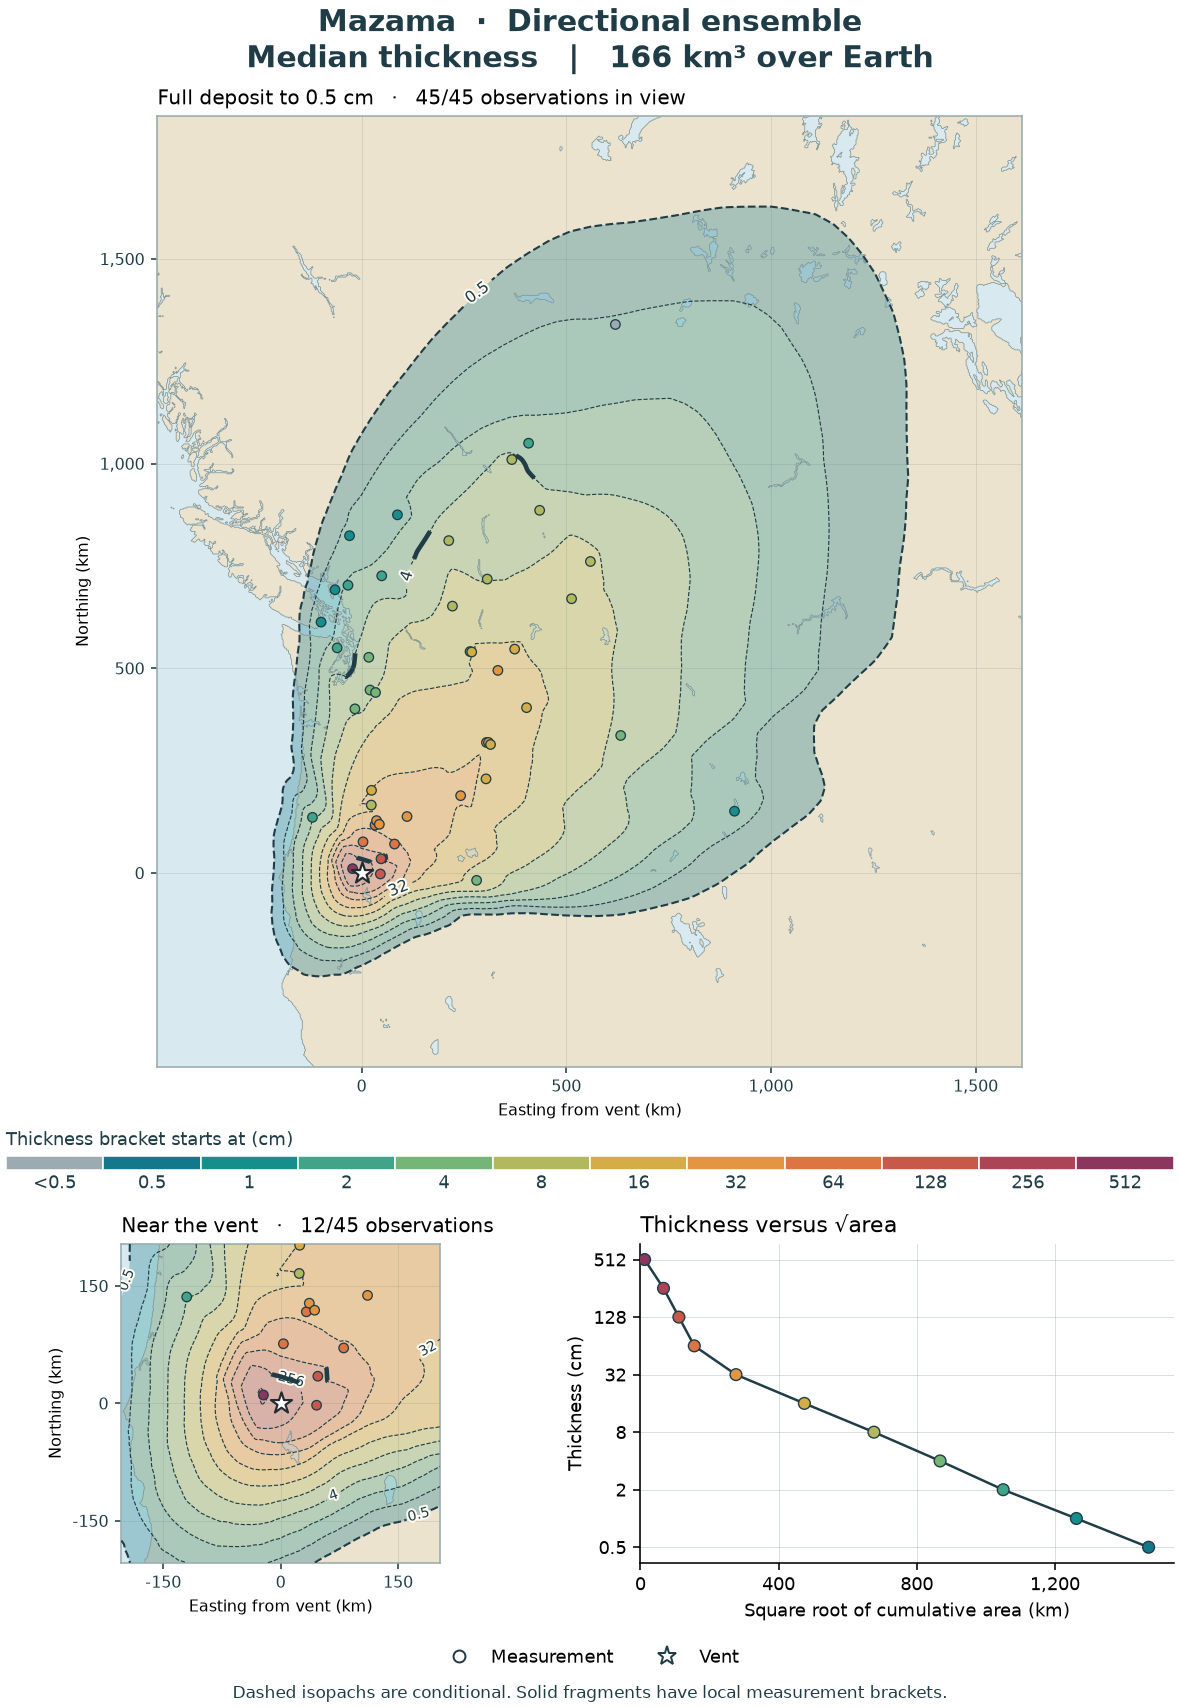 Mazama · Directional ensemble
Median thickness | 166 km³ over Earth
Full deposit to 0.5 cm · 45/45 observations in view
1,500
1,000
500
0
Northing (km)
0.5
4
32
0
500
1,000
1,500
Easting from vent (km)
Thickness bracket starts at (cm)
<0.5
0.5
1
2
4
8
16
32
64
128
256
512
Near the vent · 12/45 observations
150
0
-150
Northing (km)
0.5
32
256
4
0.5
-150
0
150
Easting from vent (km)
Thickness versus √area
512
128
32
8
2
0.5
Thickness (cm)
0
400
800
1,200
Square root of cumulative area (km)
Measurement
Vent
Dashed isopachs are conditional. Solid fragments have local measurement brackets.